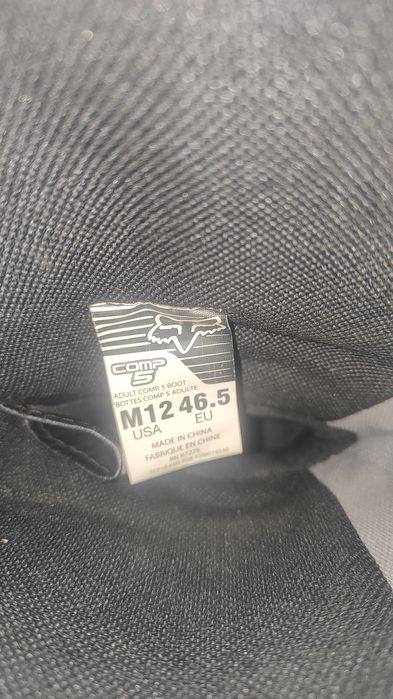 COMP
5
ADULT COMP 5 BOOT
BOTTES COMP 5 ADULTE
M12 46.5
USA EU
MADE IN CHINA
FABRIQUE EN CHINE